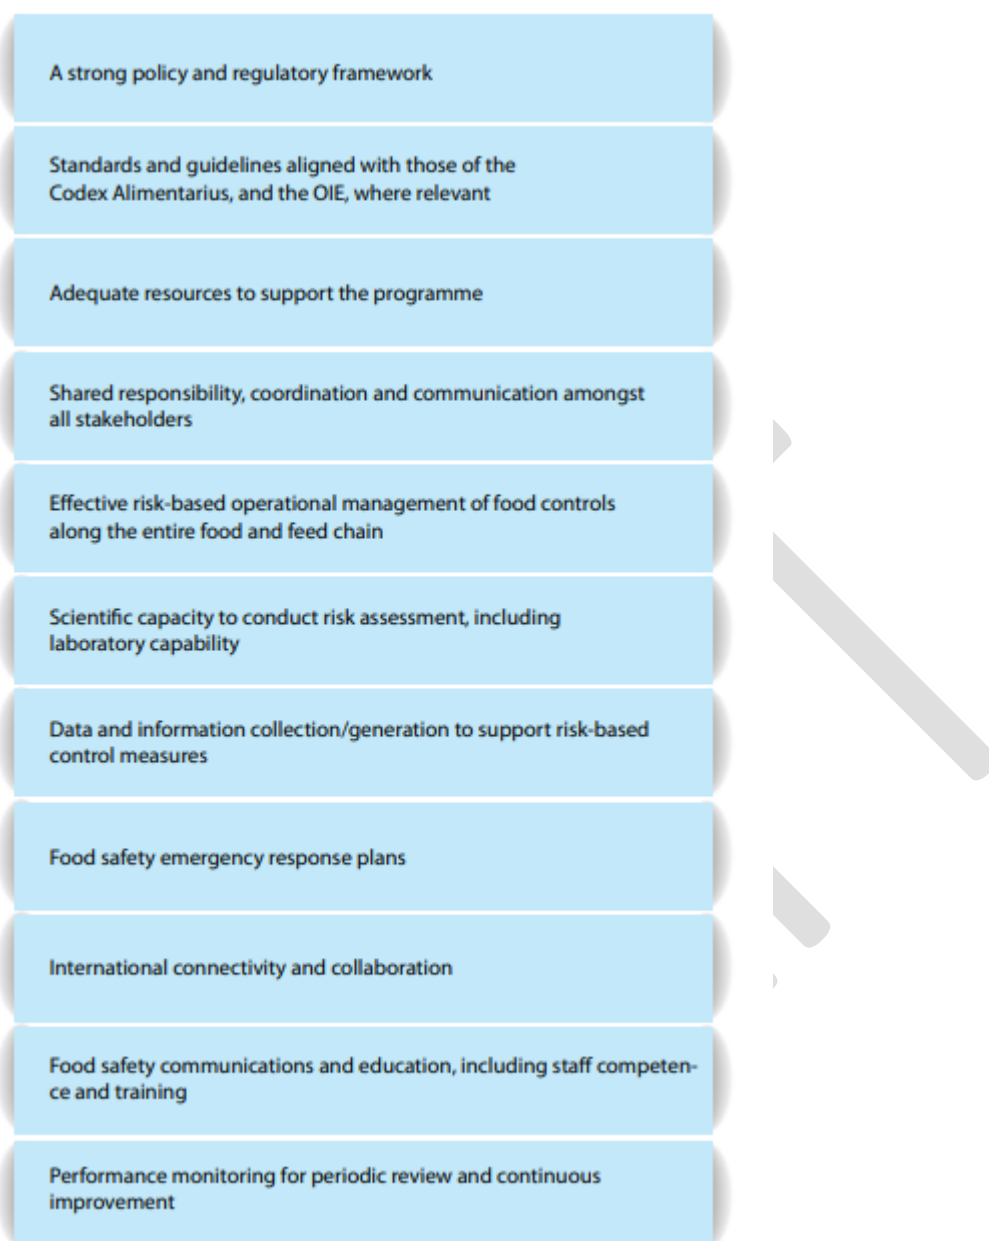 A strong policy and regulatory framework
Standards and guidelines aligned with those of the
Codex Alimentarius, and the OIE, where relevant
Adequate resources to support the programme
Shared responsibility, coordination and communication amongst
all stakeholders
Effective risk-based operational management of food controls
along the entire food and feed chain
Scientific capacity to conduct risk assessment, including
laboratory capability
Data and information collection/generation to support risk-based
control measures
Food safety emergency response plans
International connectivity and collaboration
Food safety communications and education, including staff competen-
ce and training
Performance monitoring for periodic review and continuous
improvement